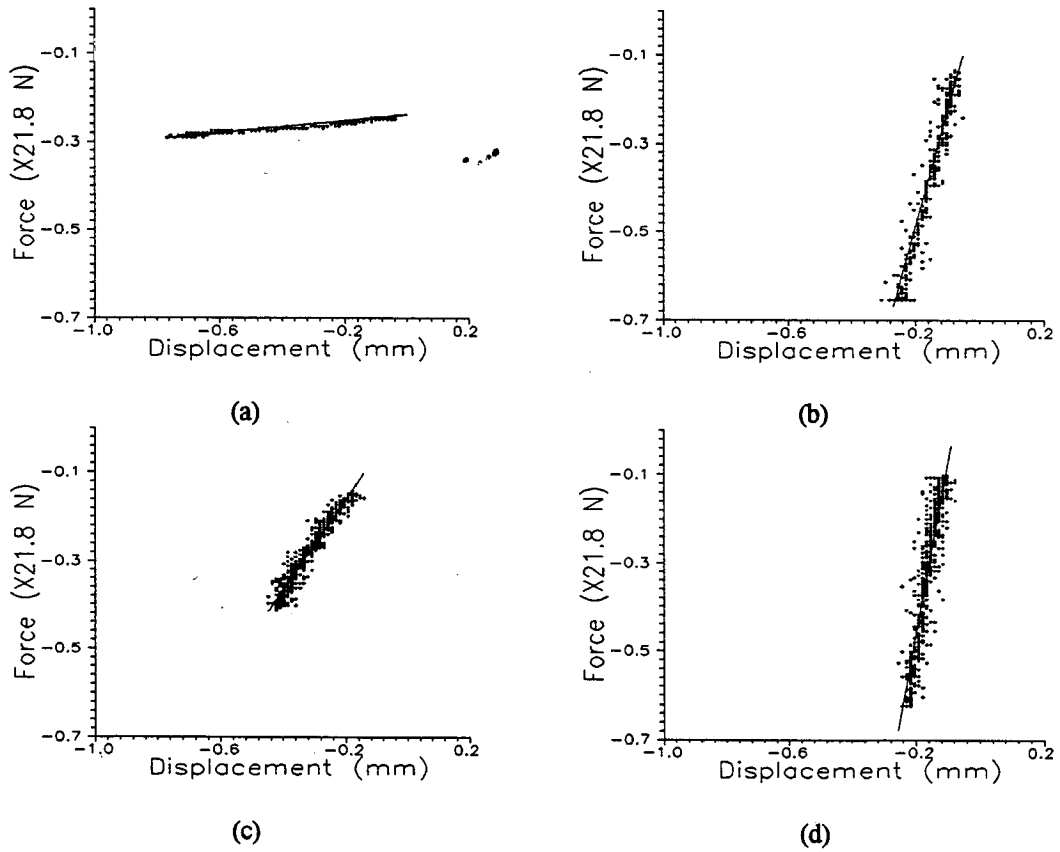 Force (X21.8 N)
-0.1
-0.3
-0.5
-0.7
-1.0 -0.6 -0.2 0.2
Displacement (mm)
(a)
Force (X21.8 N)
-0.1
-0.3
-0.5
-0.7
-1.0 -0.6 -0.2 0.2
Displacement (mm)
(b)
Force (X21.8 N)
-0.1
-0.3
-0.5
-0.7
-1.0 -0.6 -0.2 0.2
Displacement (mm)
(c)
Force (X21.8 N)
-0.1
-0.3
-0.5
-0.7
-1.0 -0.6 -0.2 0.2
Displacement (mm)
(d)